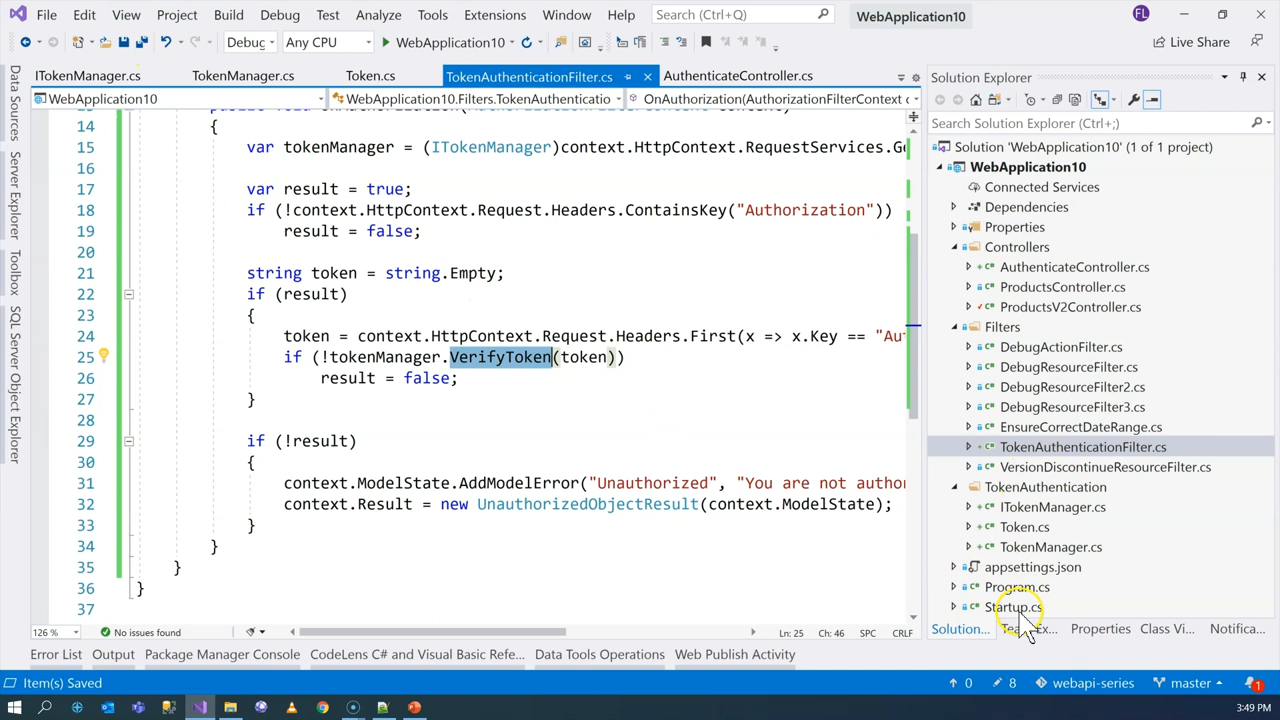 File Edit View Project Build Debug Test Analyze Tools Extensions Window Help Search (Ctrl+Q) WebApplication10 FL
Debug Any CPU WebApplication10 Live Share
ITokenManager.cs TokenManager.cs Token.cs TokenAuthenticationFilter.cs AuthenticateController.cs
WebApplication10 WebApplication10.Filters.TokenAuthenticatio OnAuthorization(AuthorizationFilterContext c
14 {
15 var tokenManager = (ITokenManager)context.HttpContext.RequestServices.Ge
16
17 var result = true;
18 if (!context.HttpContext.Request.Headers.ContainsKey("Authorization"))
19 result = false;
20
21 string token = string.Empty;
22 if (result)
23 {
24 token = context.HttpContext.Request.Headers.First(x => x.Key == "Au
25 if (!tokenManager.VerifyToken(token))
26 result = false;
27 }
28
29 if (!result)
30 {
31 context.ModelState.AddModelError("Unauthorized", "You are not autho
32 context.Result = new UnauthorizedObjectResult(context.ModelState);
33 }
34 }
35 }
36 }
37
126 % No issues found Ln: 25 Ch: 46 SPC CRLF
Data Sources
Server Explorer
Toolbox
SQL Server Object Explorer
Solution Explorer
Search Solution Explorer (Ctrl+;)
Solution 'WebApplication10' (1 of 1 project)
WebApplication10
Connected Services
Dependencies
Properties
Controllers
AuthenticateController.cs
ProductsController.cs
ProductsV2Controller.cs
Filters
DebugActionFilter.cs
DebugResourceFilter.cs
DebugResourceFilter2.cs
DebugResourceFilter3.cs
EnsureCorrectDateRange.cs
TokenAuthenticationFilter.cs
VersionDiscontinueResourceFilter.cs
TokenAuthentication
ITokenManager.cs
Token.cs
TokenManager.cs
appsettings.json
Program.cs
Startup.cs
Solution... Properties Class Vi... Notifica...
Error List Output Package Manager Console CodeLens C# and Visual Basic Refe... Data Tools Operations Web Publish Activity
Item(s) Saved 0 8 webapi-series master 1
3:49 PM